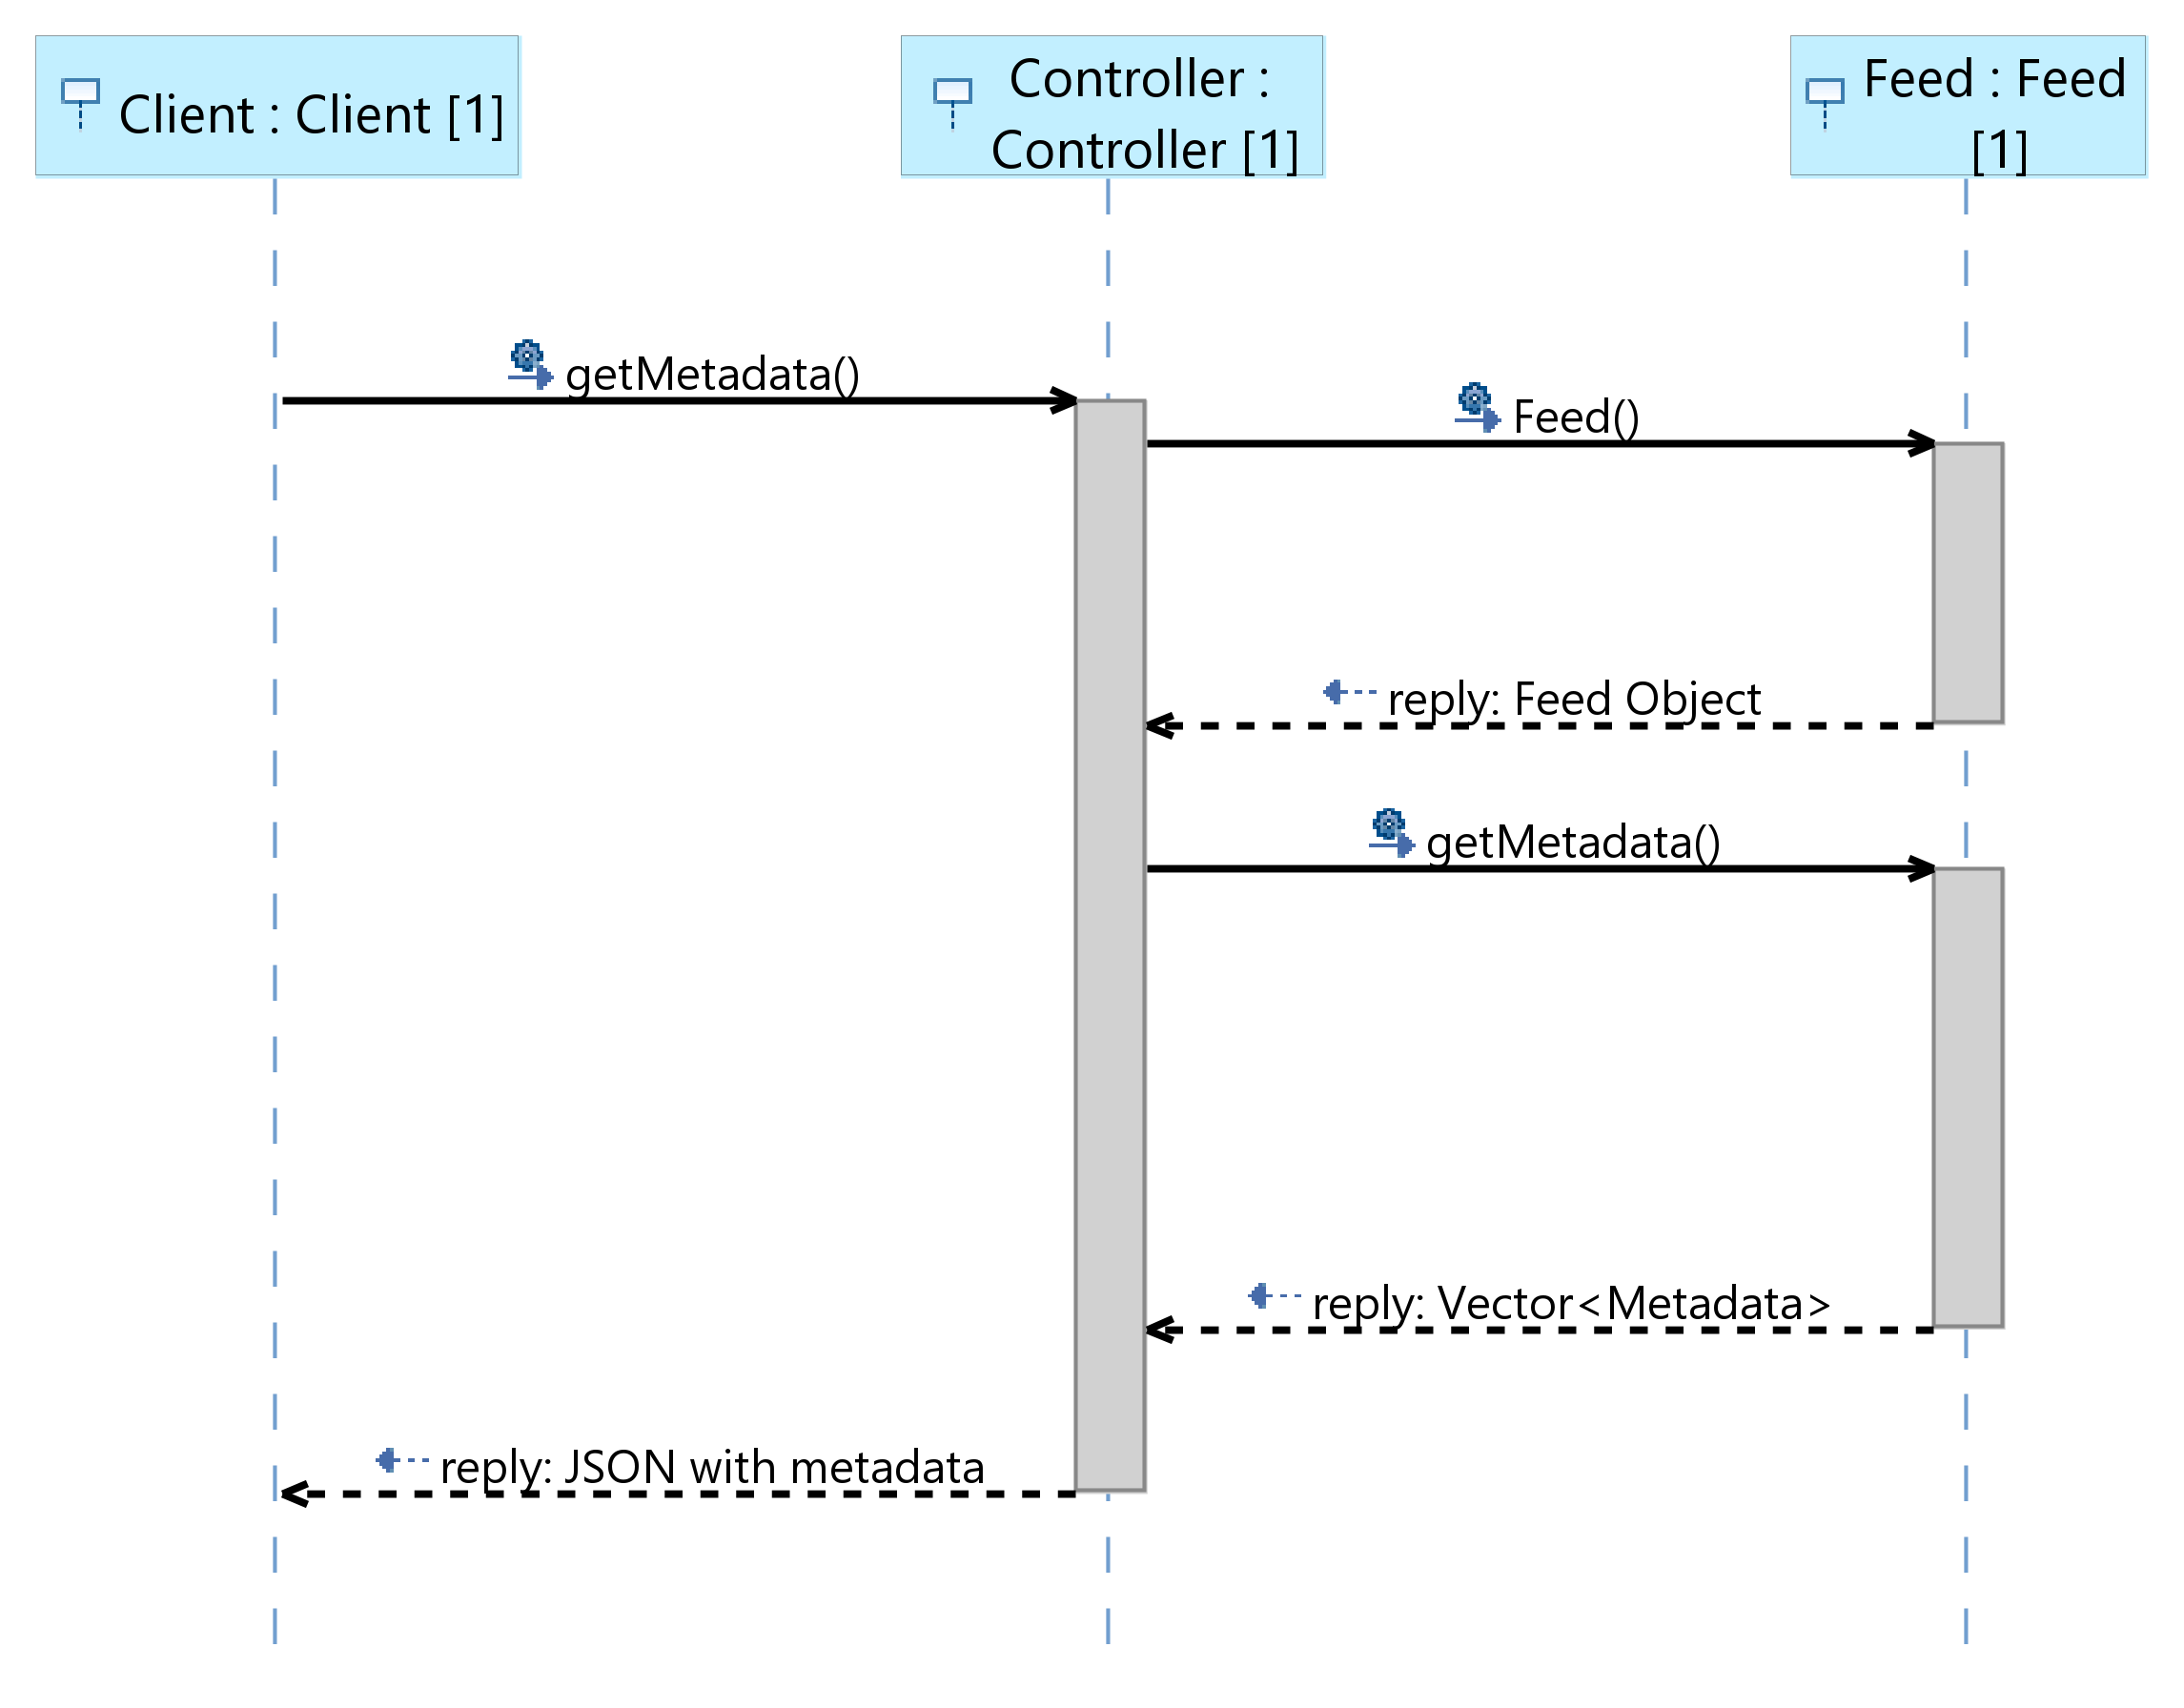 Client : Client [1]
Controller :
Controller [1]
Feed : Feed
[1]
getMetadata()
Feed()
reply: Feed Object
getMetadata()
reply: Vector<Metadata>
reply: JSON with metadata